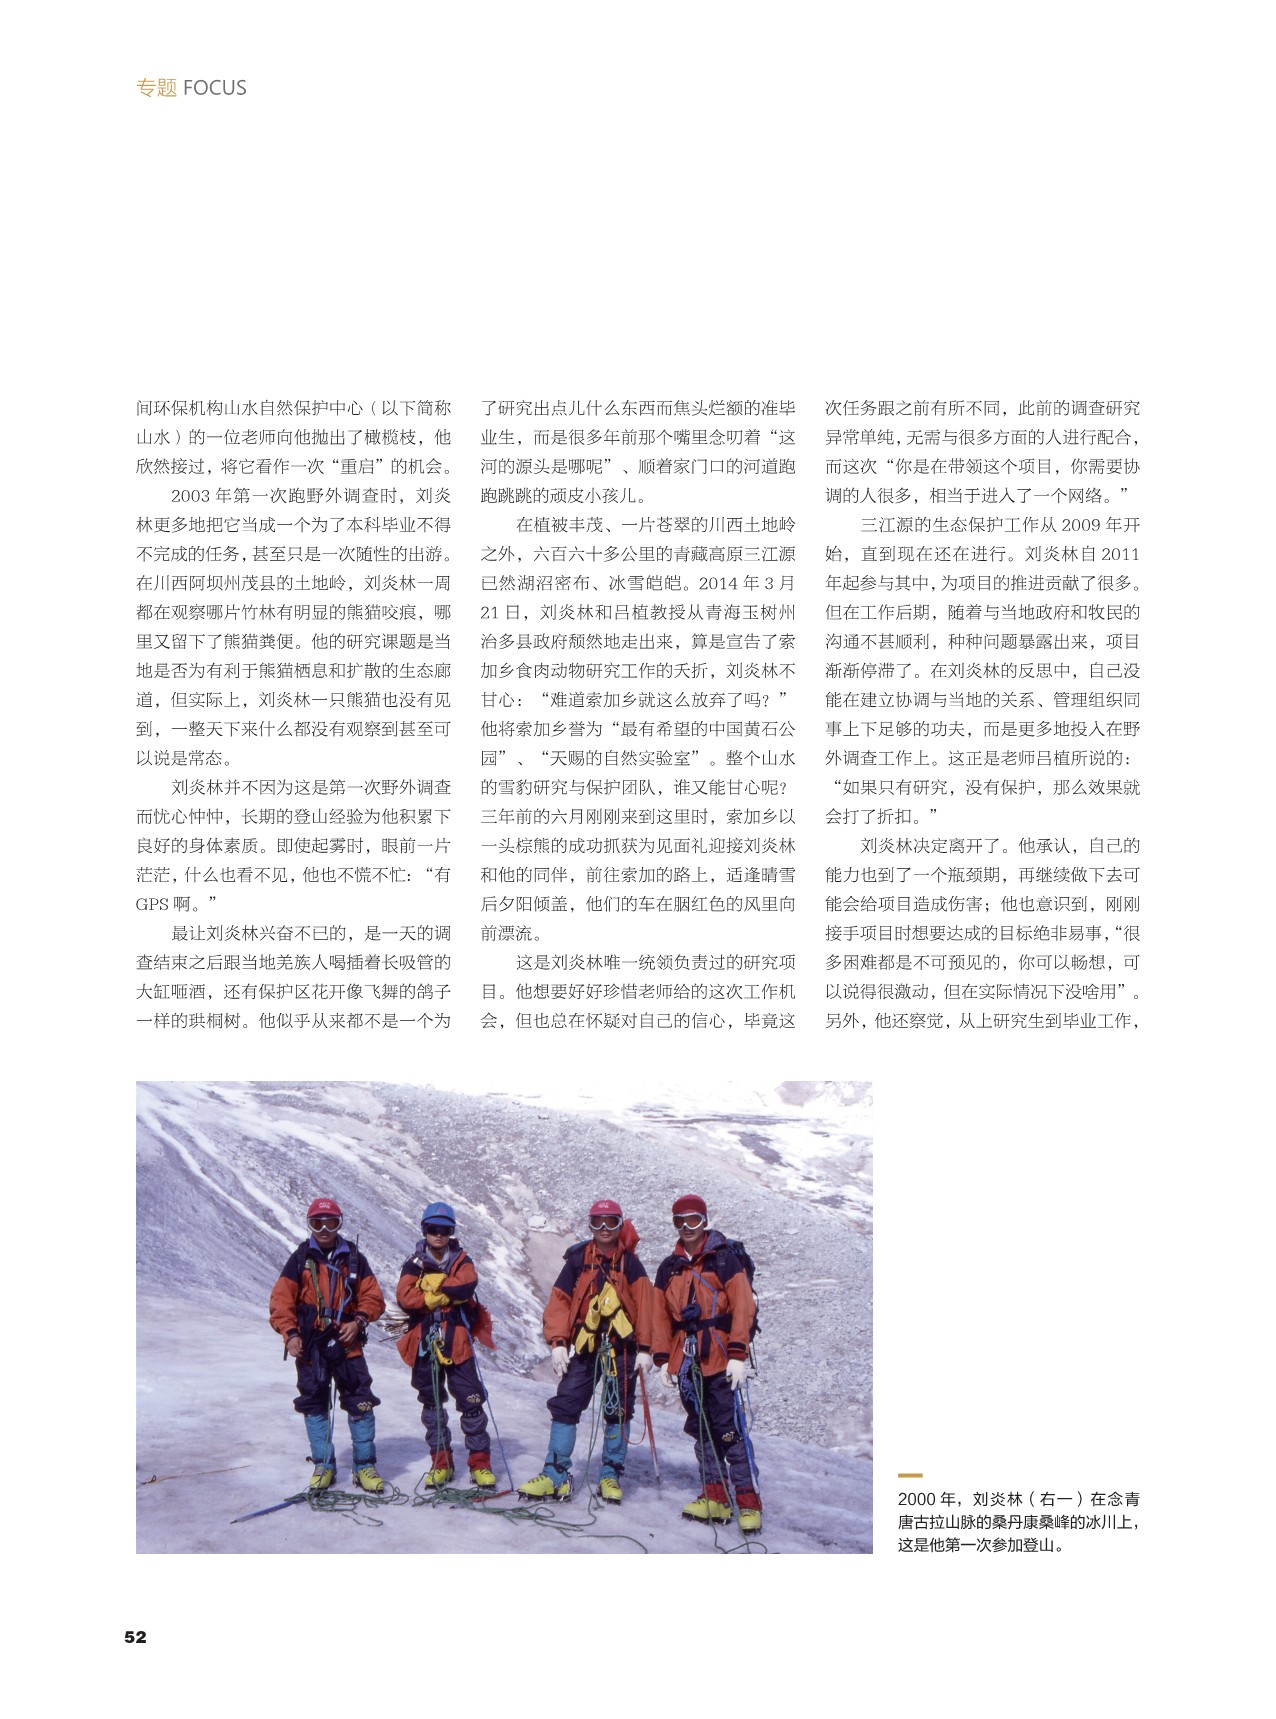 专题 FOCUS
间环保机构山水自然保护中心（以下简称
山水）的一位老师向他抛出了橄榄枝，他
欣然接过，将它看作一次“重启”的机会。
2003 年第一次跑野外调查时，刘炎
林更多地把它当成一个为了本科毕业不得
不完成的任务，甚至只是一次随性的出游。
在川西阿坝州茂县的土地岭，刘炎林一周
都在观察哪片竹林有明显的熊猫咬痕，哪
里又留下了熊猫粪便。他的研究课题是当
地是否为有利于熊猫栖息和扩散的生态廊
道，但实际上，刘炎林一只熊猫也没有见
到，一整天下来什么都没有观察到甚至可
以说是常态。
刘炎林并不因为这是第一次野外调查
而忧心忡忡，长期的登山经验为他积累下
良好的身体素质。即使起雾时，眼前一片
茫茫，什么也看不见，他也不慌不忙：“有
GPS 啊。”
最让刘炎林兴奋不已的，是一天的调
查结束之后跟当地羌族人喝插着长吸管的
大缸咂酒，还有保护区花开像飞舞的鸽子
一样的珙桐树。他似乎从来都不是一个为
了研究出点儿什么东西而焦头烂额的准毕
业生，而是很多年前那个嘴里念叨着“这
河的源头是哪呢”、顺着家门口的河道跑
跑跳跳的顽皮小孩儿。
在植被丰茂、一片苍翠的川西土地岭
之外，六百六十多公里的青藏高原三江源
已然湖沼密布、冰雪皑皑。2014 年 3 月
21 日，刘炎林和吕植教授从青海玉树州
治多县政府颓然地走出来，算是宣告了索
加乡食肉动物研究工作的夭折，刘炎林不
甘心：“难道索加乡就这么放弃了吗？”
他将索加乡誉为“最有希望的中国黄石公
园”、“天赐的自然实验室”。整个山水
的雪豹研究与保护团队，谁又能甘心呢？
三年前的六月刚刚来到这里时，索加乡以
一头棕熊的成功抓获为见面礼迎接刘炎林
和他的同伴，前往索加的路上，适逢晴雪
后夕阳倾盖，他们的车在胭红色的风里向
前漂流。
这是刘炎林唯一统领负责过的研究项
目。他想要好好珍惜老师给的这次工作机
会，但也总在怀疑对自己的信心，毕竟这
次任务跟之前有所不同，此前的调查研究
异常单纯，无需与很多方面的人进行配合，
而这次“你是在带领这个项目，你需要协
调的人很多，相当于进入了一个网络。”
三江源的生态保护工作从 2009 年开
始，直到现在还在进行。刘炎林自 2011
年起参与其中，为项目的推进贡献了很多。
但在工作后期，随着与当地政府和牧民的
沟通不甚顺利，种种问题暴露出来，项目
渐渐停滞了。在刘炎林的反思中，自己没
能在建立协调与当地的关系、管理组织同
事上下足够的功夫，而是更多地投入在野
外调查工作上。这正是老师吕植所说的：
“如果只有研究，没有保护，那么效果就
会打了折扣。”
刘炎林决定离开了。他承认，自己的
能力也到了一个瓶颈期，再继续做下去可
能会给项目造成伤害；他也意识到，刚刚
接手项目时想要达成的目标绝非易事，“很
多困难都是不可预见的，你可以畅想，可
以说得很激动，但在实际情况下没啥用”。
另外，他还察觉，从上研究生到毕业工作，
2000 年，刘炎林（右一）在念青
唐古拉山脉的桑丹康桑峰的冰川上，
这是他第一次参加登山。
52